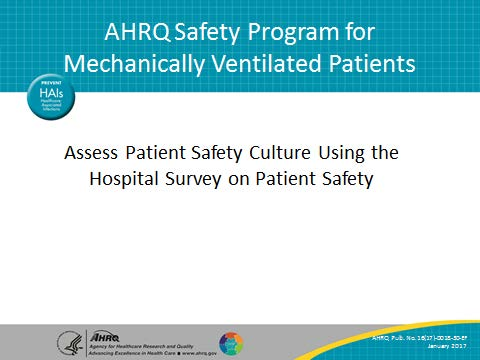 AHRQ Safety Program for
Mechanically Ventilated Patients
PREVENT
HAIs
Healthcare
Associated
Infections
Assess Patient Safety Culture Using the
Hospital Survey on Patient Safety
AHRQ
Agency for Healthcare Research and Quality
Advancing Excellence in Health Care ■ www.ahrq.gov
AHRQ, Pub. No. 16(17)-0018-30-EF
January 2017